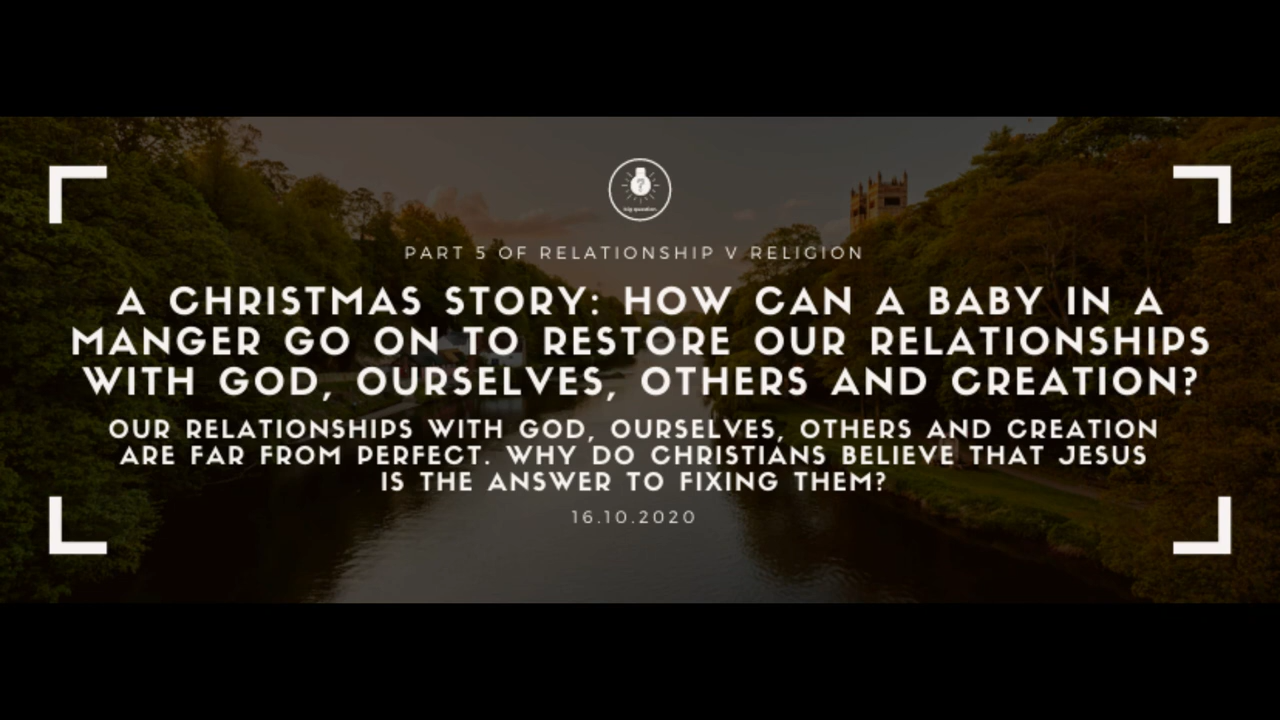 ?
big question.
PART 5 OF RELATIONSHIP V RELIGION
A CHRISTMAS STORY: HOW CAN A BABY IN A
MANGER GO ON TO RESTORE OUR RELATIONSHIPS
WITH GOD, OURSELVES, OTHERS AND CREATION?
OUR RELATIONSHIPS WITH GOD, OURSELVES, OTHERS AND CREATION
ARE FAR FROM PERFECT. WHY DO CHRISTIANS BELIEVE THAT JESUS
IS THE ANSWER TO FIXING THEM?
16.10.2020